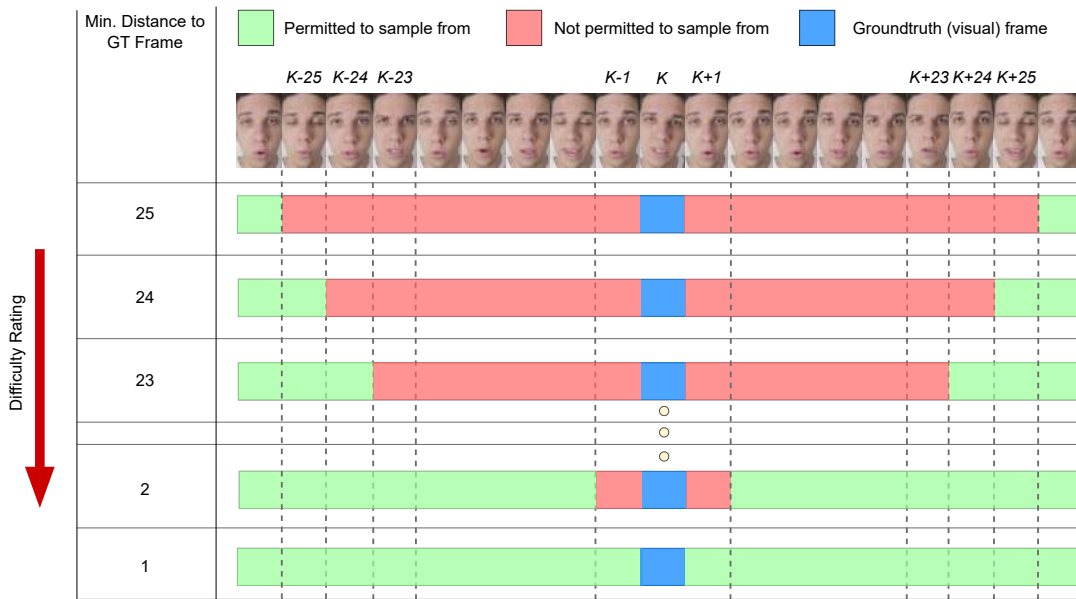 Min. Distance to
GT Frame
Permitted to sample from
Not permitted to sample from
Groundtruth (visual) frame
K-25 K-24 K-23 K-1 K K+1 K+23 K+24 K+25
25
24
23
2
1
Difficulty Rating